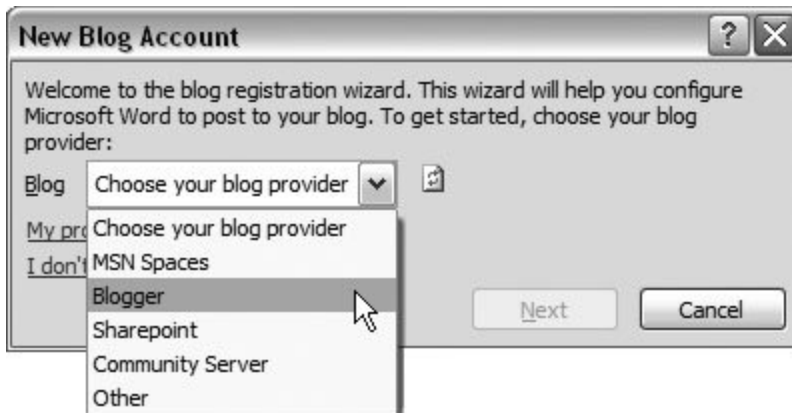 New Blog Account
?
Welcome to the blog registration wizard. This wizard will help you configure
Microsoft Word to post to your blog. To get started, choose your blog
provider:
Blog Choose your blog provider
My
Choose your blog provider
I
MSN Spaces
Blogger
Sharepoint
Community Server
Other
Next Cancel